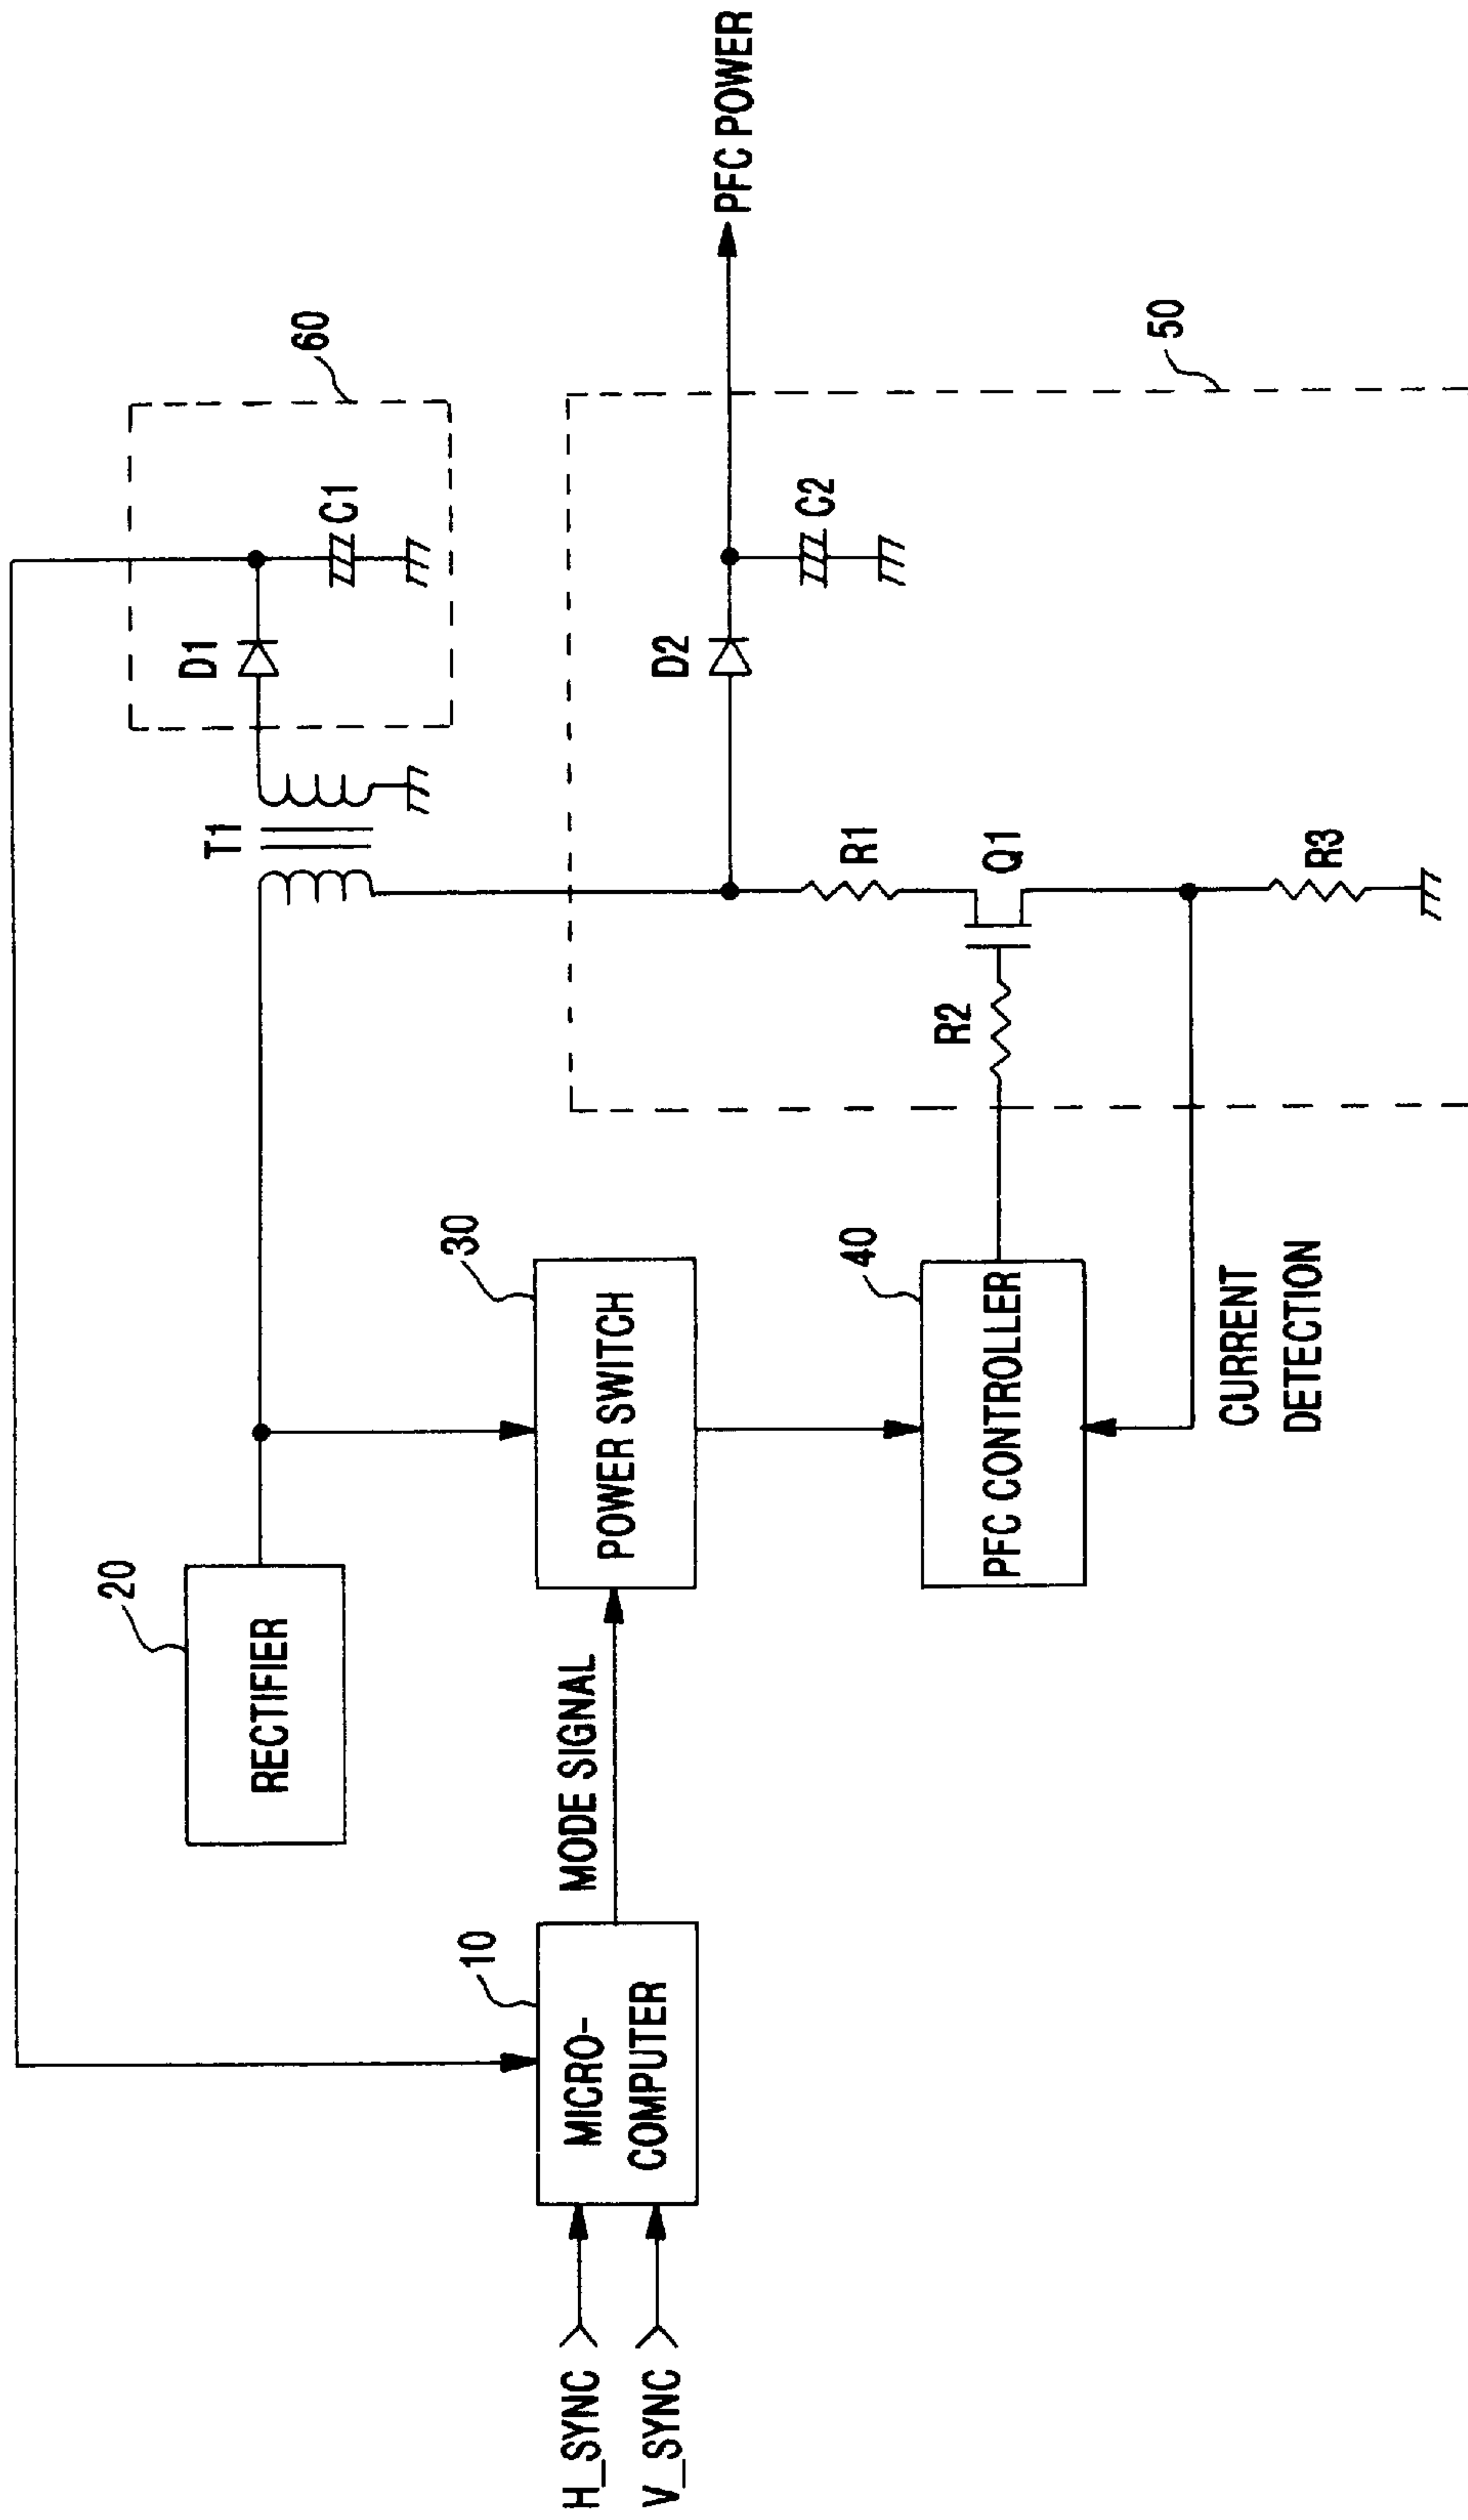 60
D1
C1
T1
20
RECTIFIER
PFC POWER
D2
C2
50
R1
30
POWER SWITCH
MODE SIGNAL
10
MICRO-
COMPUTER
H_SYNC
V_SYNC
R2
Q1
40
PFC CONTROLLER
CURRENT
DETECTION
R3